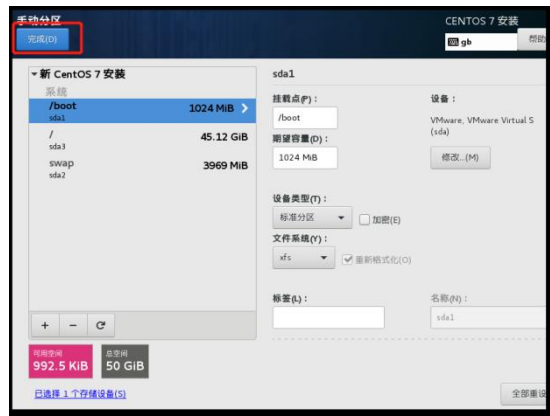 手动分区
CENTOS 7 安装
完成(D)
gb
帮助
新 CentOS 7 安装
系统
/boot
1024 MiB
sda1
/
45.12 GiB
sda3
swap
3969 MiB
sda2
sda1
挂载点(P)：
/boot
期望容量(D)：
1024 MiB
设备：
VMware, VMware Virtual S
(sda)
修改...(M)
设备类型(T)：
标准分区
加密(E)
文件系统(Y)：
xfs
重新格式化(O)
标签(L)：
名称(N)：
sda1
+ - 
可用空间
992.5 KiB
总空间
50 GiB
已选择 1 个存储设备(S)
全部重设